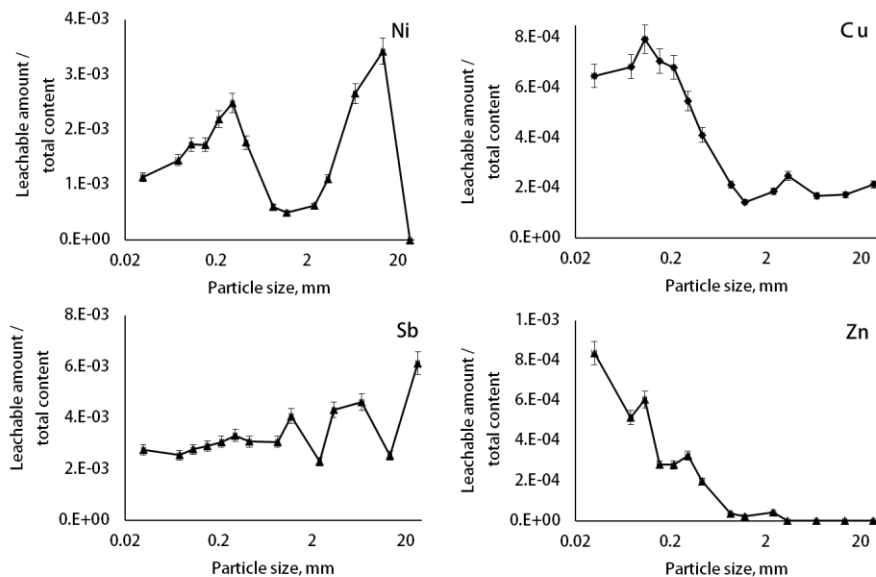 Ni
4.E-03
3.E-03
2.E-03
1.E-03
0.E+00
Leachable amount /
total content
0.02
0.2
2
20
Particle size, mm
Cu
8.E-04
6.E-04
4.E-04
2.E-04
0.E+00
Leachable amount /
total content
0.02
0.2
2
20
Particle size, mm
Sb
8.E-03
6.E-03
4.E-03
2.E-03
0.E+00
Leachable amount /
total content
0.02
0.2
2
20
Particle size, mm
Zn
1.E-03
8.E-04
6.E-04
4.E-04
2.E-04
0.E+00
Leachable amount /
total content
0.02
0.2
2
20
Particle size, mm